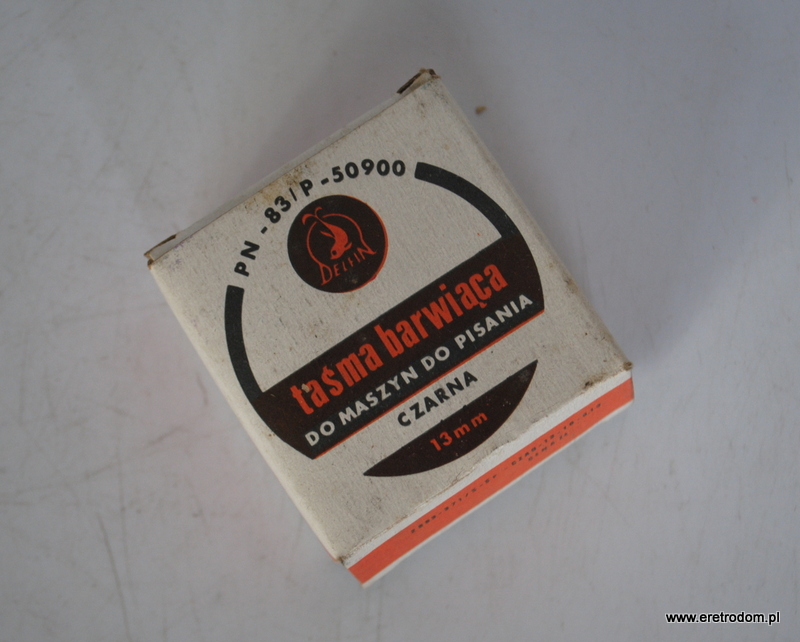 PN - 83/P - 50900
DELFIN
taśma barwiąca
DO MASZYN DO PISANIA
CZARNA
13mm
www.eretrodom.pl